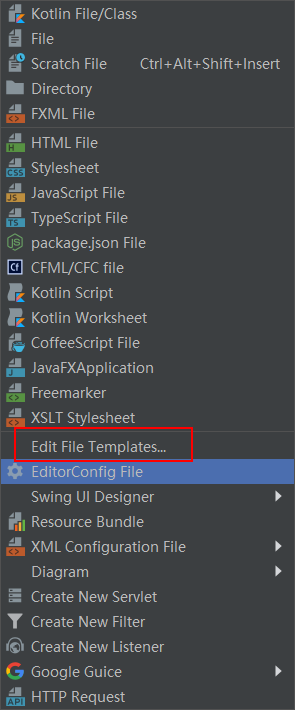 Kotlin File/Class
File
Scratch File Ctrl+Alt+Shift+Insert
Directory
FXML File
HTML File
Stylesheet
JavaScript File
TypeScript File
package.json File
CFML/CFC file
Kotlin Script
Kotlin Worksheet
CoffeeScript File
JavaFXApplication
Freemarker
XSLT Stylesheet
Edit File Templates...
EditorConfig File
Swing UI Designer
Resource Bundle
XML Configuration File
Diagram
Create New Servlet
Create New Filter
Create New Listener
Google Guice
HTTP Request